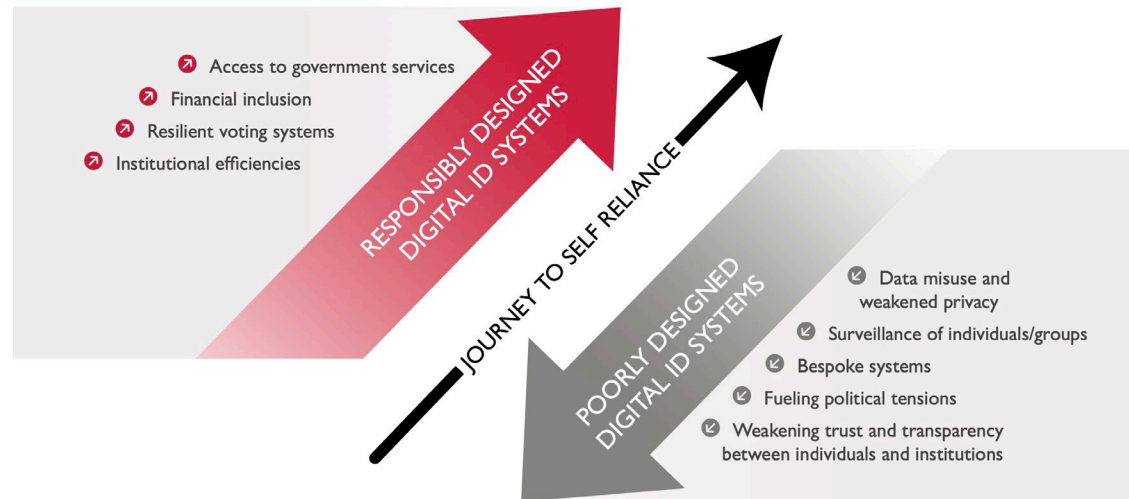 Access to government services
Financial inclusion
Resilient voting systems
Institutional efficiencies
RESPONSIBLY DESIGNED
DIGITAL ID SYSTEMS
JOURNEY TO SELF RELIANCE
POORLY DESIGNED
DIGITAL ID SYSTEMS
Data misuse and
weakened privacy
Surveillance of individuals/groups
Bespoke systems
Fueling political tensions
Weakening trust and transparency
between individuals and institutions